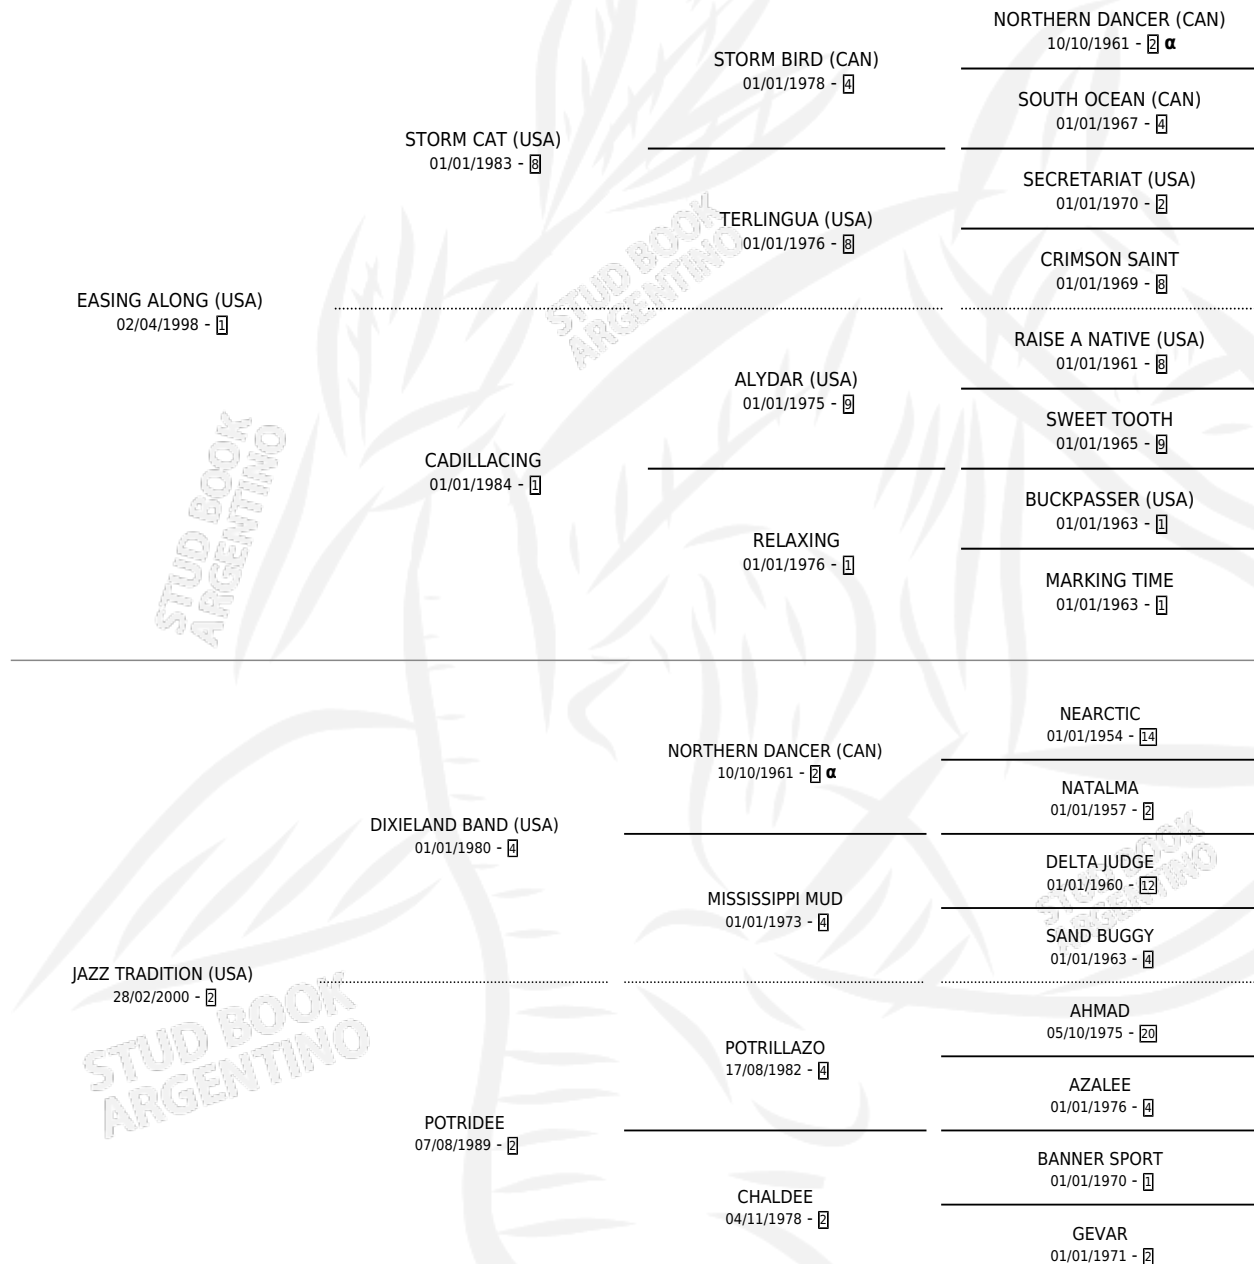 NORTHERN DANCER (CAN)
10/10/1961 - 2 α
STORM BIRD (CAN)
01/01/1978 - 4
SOUTH OCEAN (CAN)
01/01/1967 - 4
STORM CAT (USA)
01/01/1983 - 8
SECRETARIAT (USA)
01/01/1970 - 2
TERLINGUA (USA)
01/01/1976 - 8
CRIMSON SAINT
01/01/1969 - 8
EASING ALONG (USA)
02/04/1998 - 1
RAISE A NATIVE (USA)
01/01/1961 - 8
ALYDAR (USA)
01/01/1975 - 9
SWEET TOOTH
01/01/1965 - 9
CADILLACING
01/01/1984 - 1
BUCKPASSER (USA)
01/01/1963 - 1
RELAXING
01/01/1976 - 1
MARKING TIME
01/01/1963 - 1
NEARCTIC
01/01/1954 - 14
NORTHERN DANCER (CAN)
10/10/1961 - 2 α
NATALMA
01/01/1957 - 2
DIXIELAND BAND (USA)
01/01/1980 - 4
DELTA JUDGE
01/01/1960 - 12
MISSISSIPPI MUD
01/01/1973 - 4
SAND BUGGY
01/01/1963 - 4
JAZZ TRADITION (USA)
28/02/2000 - 2
AHMAD
05/10/1975 - 20
POTRILLAZO
17/08/1982 - 4
AZALEE
01/01/1976 - 4
POTRIDEE
07/08/1989 - 2
BANNER SPORT
01/01/1970 - 1
CHALDEE
04/11/1978 - 2
GEVAR
01/01/1971 - 2
STUD BOOK
ARGENTINO
STUD BOOK
ARGENTINO
STUD BOOK
ARGENTINO
STUD BOOK
ARGENTINO